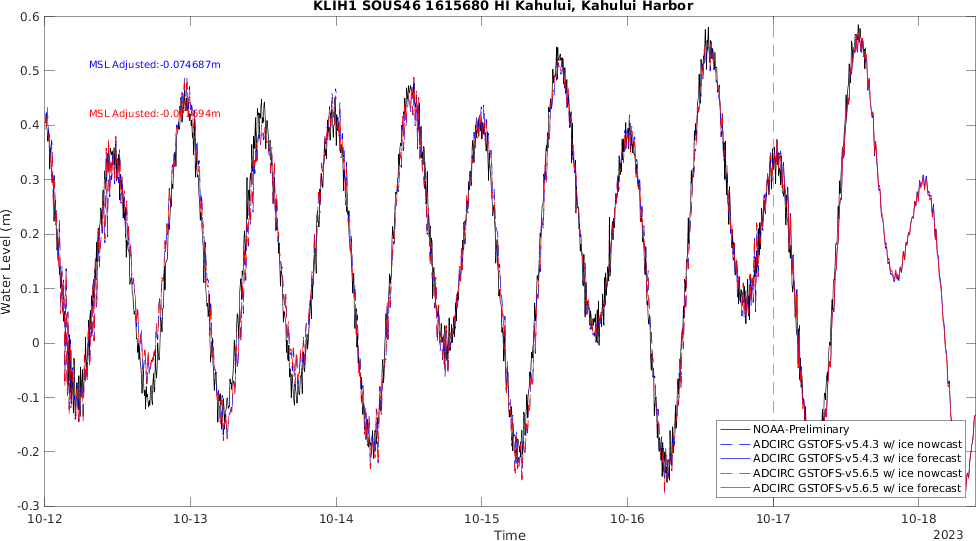 KLIH1 SOUS46 1615680 HI Kahului, Kahului Harbor
0.6
0.5
0.4
0.3
0.2
0.1
0
-0.1
-0.2
-0.3
Water Level (m)
MSL Adjusted:-0.074687m
MSL
NOAA-Preliminary
ADCIRC GSTOFS-v5.4.3 w/ ice nowcast
ADCIRC GSTOFS-v5.4.3 w/ ice forecast
ADCIRC GSTOFS-v5.6.5 w/ ice nowcast
ADCIRC GSTOFS-v5.6.5 w/ ice forecast
10-12 10-13 10-14 10-15 10-16 10-17 10-18
Time
2023